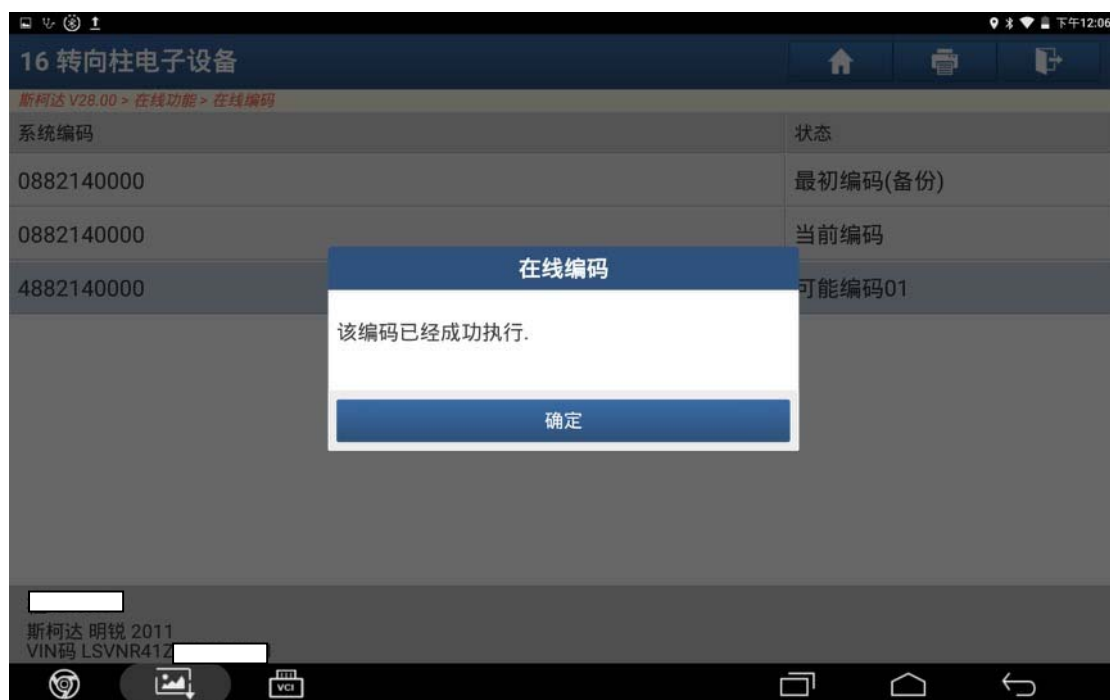 下午12:06
16 转向柱电子设备
斯柯达 V28.00 > 在线功能 > 在线编码
系统编码 状态
0882140000 最初编码(备份)
0882140000 当前编码
4882140000 可能编码01
在线编码
该编码已经成功执行.
确定
斯柯达 明锐 2011
VIN码 LSVNR41Z
VCI